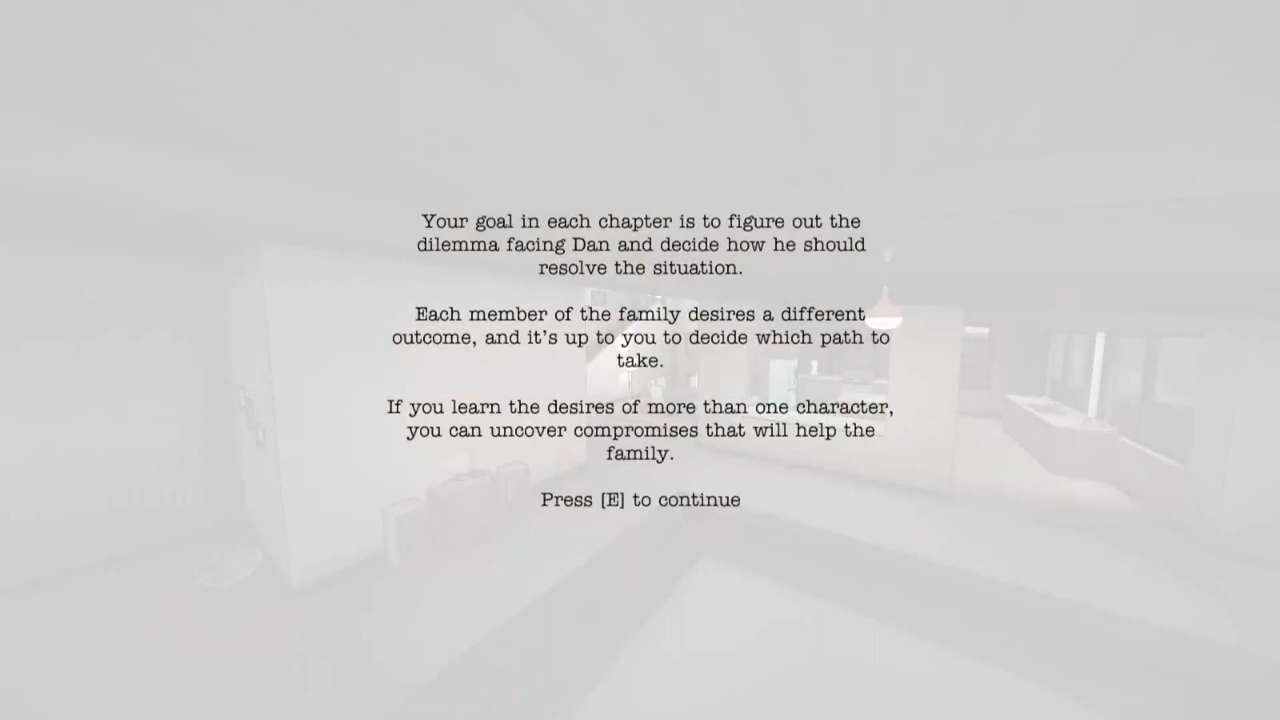 Your goal in each chapter is to figure out the
dilemma facing Dan and decide how he should
resolve the situation.
Each member of the family desires a different
outcome, and it's up to you to decide which path to
take.
If you learn the desires of more than one character,
you can uncover compromises that will help the
family.
Press [E] to continue